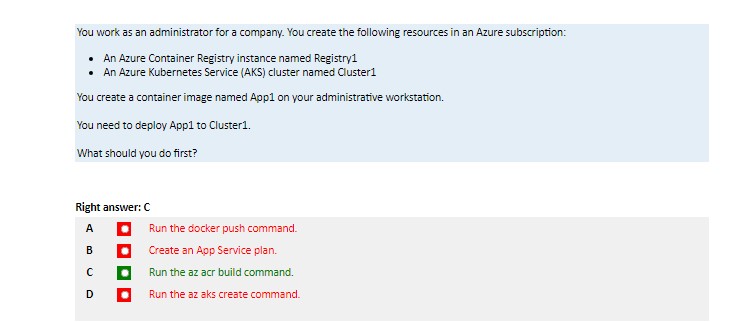 You work as an administrator for a company. You create the following resources in an Azure subscription:
• An Azure Container Registry instance named Registry1
• An Azure Kubernetes Service (AKS) cluster named Cluster1
You create a container image named App1 on your administrative workstation.
You need to deploy App1 to Cluster1.
What should you do first?
Right answer: C
A Run the docker push command.
B Create an App Service plan.
C Run the az acr build command.
D Run the az aks create command.